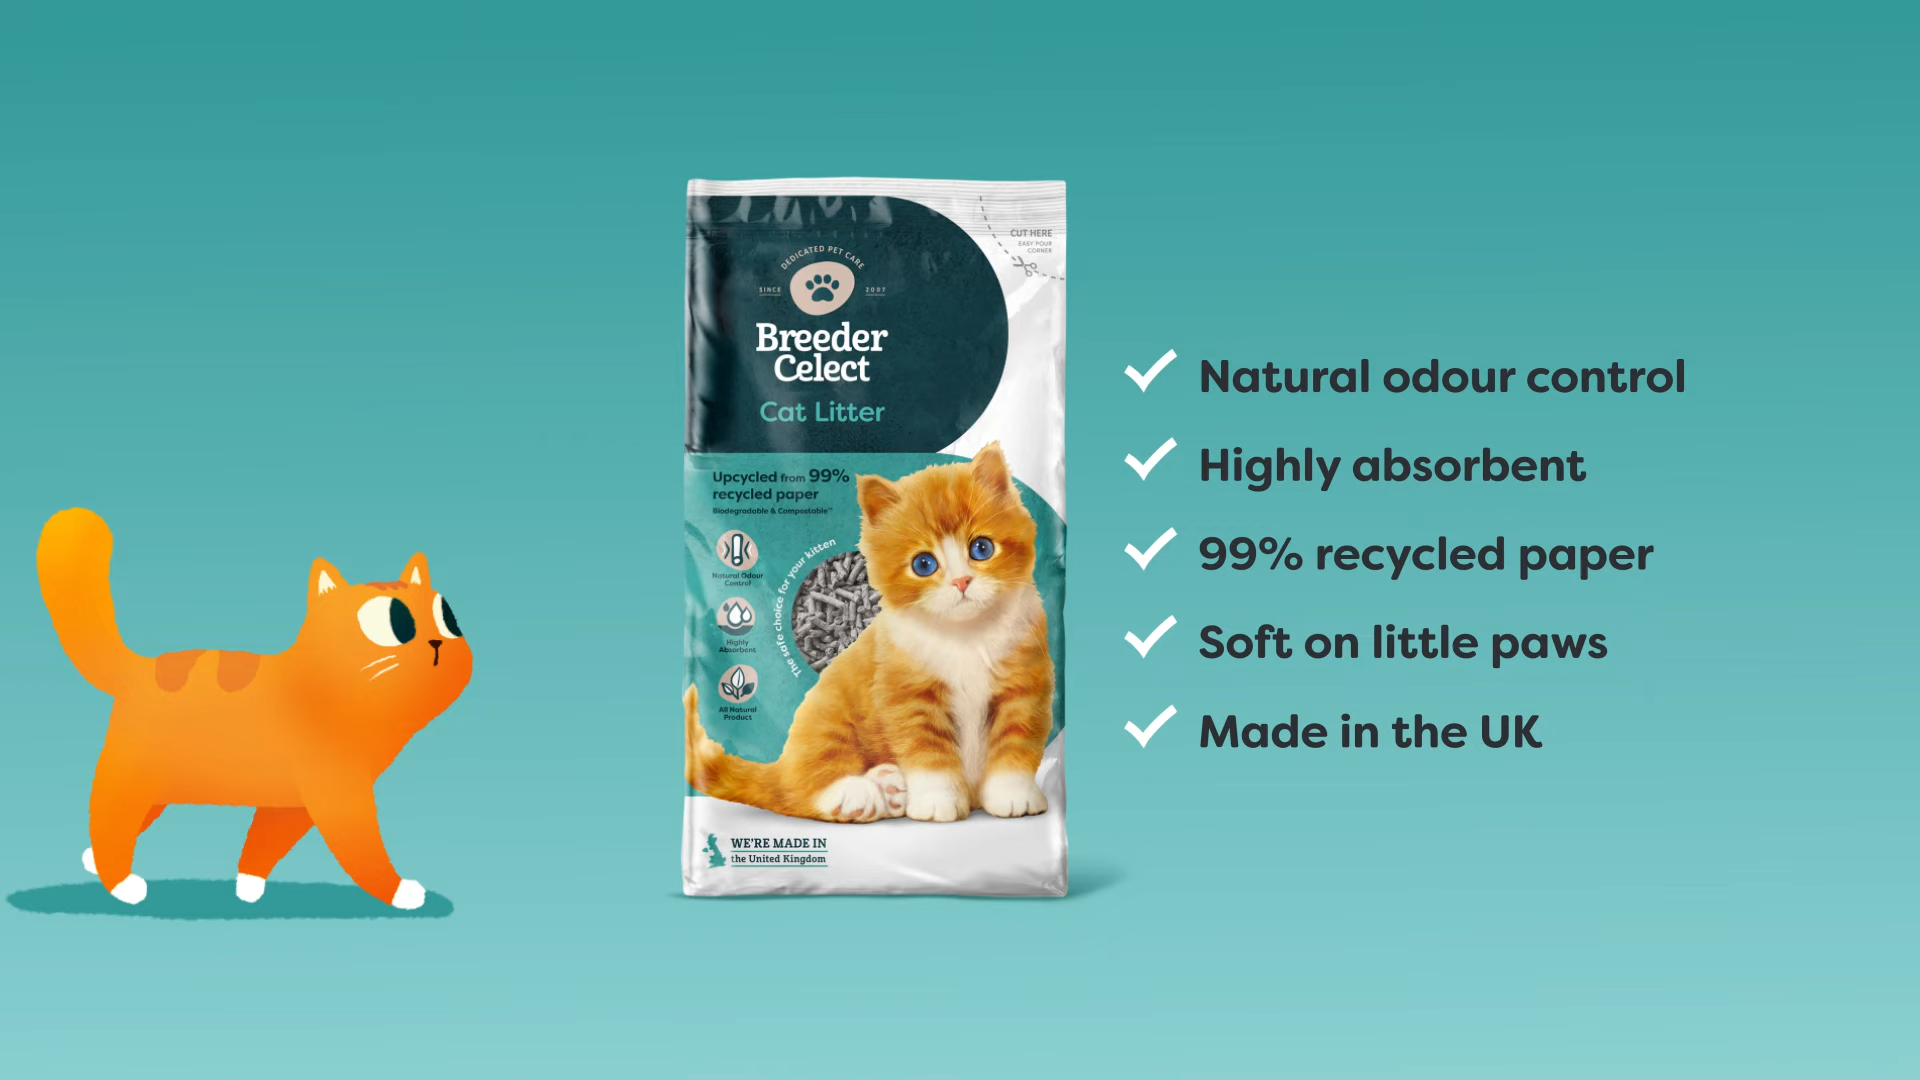 DEDICATED PET CARE
SINCE 2007
Breeder
Celect
Cat Litter
CUT HERE
EASY POUR
CORNER
Upcycled from 99%
recycled paper
Biodegradable & Compostable™
Natural Odour
Control
Highly
Absorbent
All Natural
Product
The safe choice for your kitten
WE'RE MADE IN
the United Kingdom
Natural odour control
Highly absorbent
99% recycled paper
Soft on little paws
Made in the UK